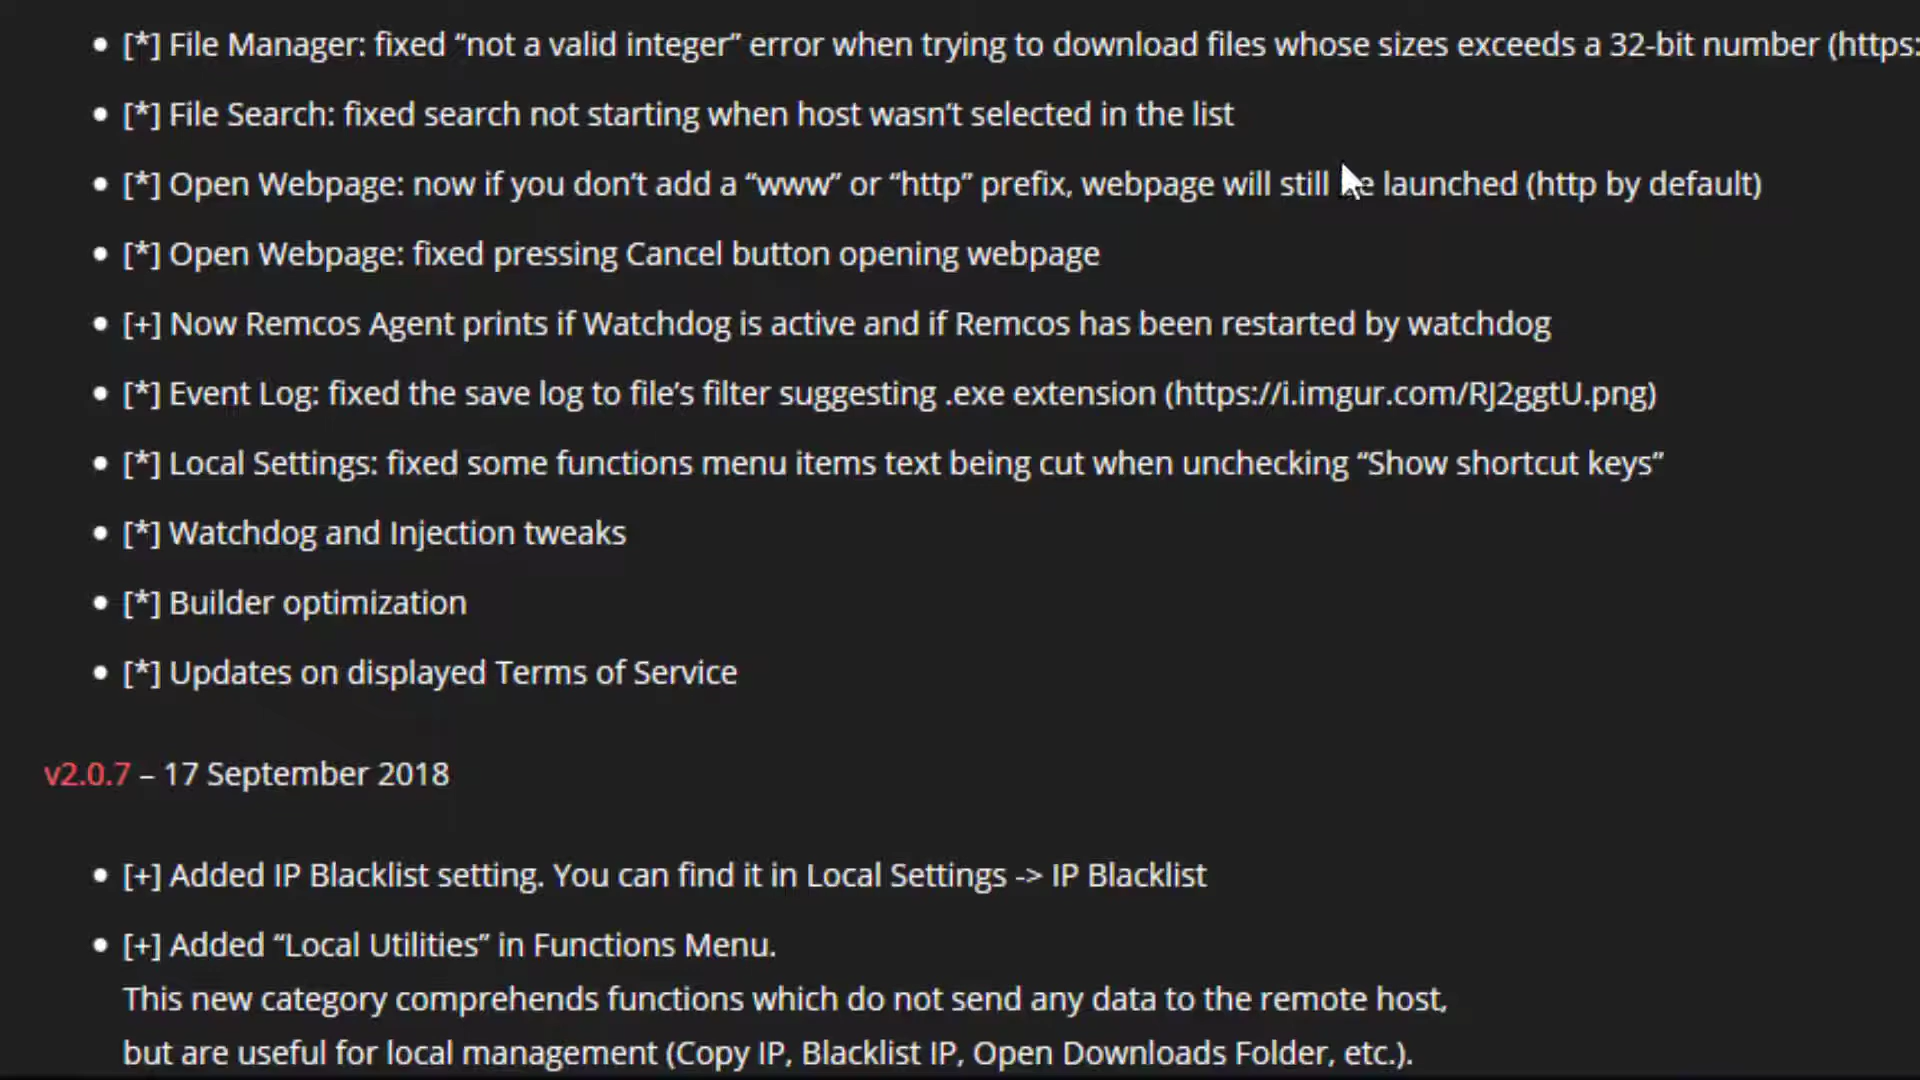 • [*] File Manager: fixed “not a valid integer” error when trying to download files whose sizes exceeds a 32-bit number (https:
• [*] File Search: fixed search not starting when host wasn’t selected in the list
• [*] Open Webpage: now if you don’t add a “www” or “http” prefix, webpage will still be launched (http by default)
• [*] Open Webpage: fixed pressing Cancel button opening webpage
• [+] Now Remcos Agent prints if Watchdog is active and if Remcos has been restarted by watchdog
• [*] Event Log: fixed the save log to file’s filter suggesting .exe extension (https://i.imgur.com/RJ2ggtU.png)
• [*] Local Settings: fixed some functions menu items text being cut when unchecking “Show shortcut keys”
• [*] Watchdog and Injection tweaks
• [*] Builder optimization
• [*] Updates on displayed Terms of Service
v2.0.7 – 17 September 2018
• [+] Added IP Blacklist setting. You can find it in Local Settings -> IP Blacklist
• [+] Added “Local Utilities” in Functions Menu.
This new category comprehends functions which do not send any data to the remote host,
but are useful for local management (Copy IP, Blacklist IP, Open Downloads Folder, etc.).